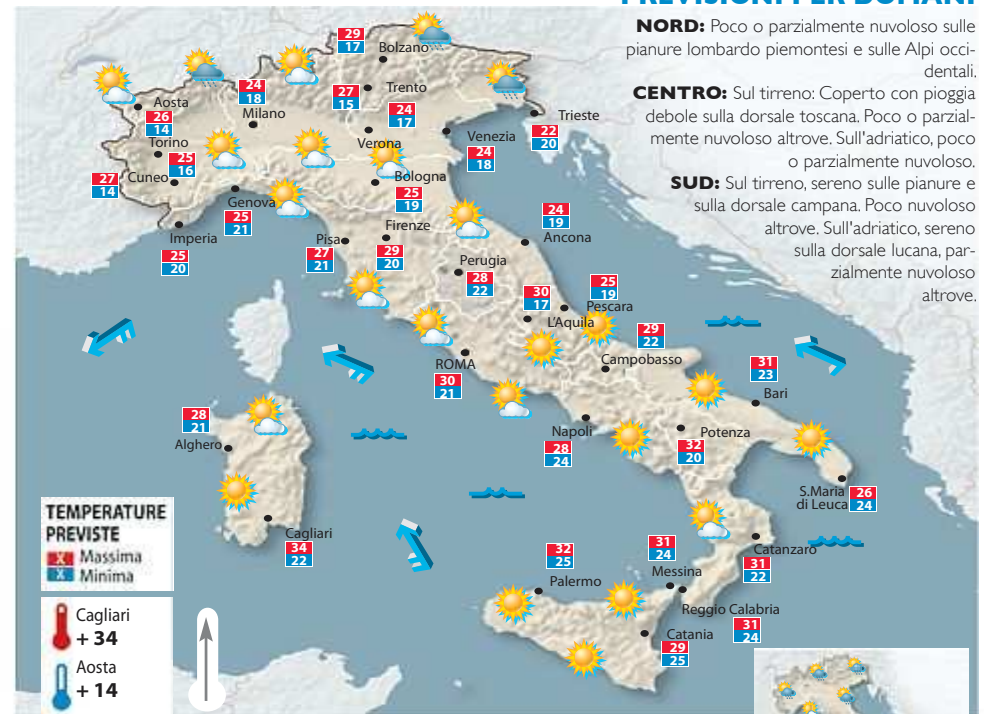 PREVISIONI PER DOMANI
NORD: Poco o parzialmente nuvoloso sulle
pianure lombardo piemontesi e sulle Alpi occi-
dentali.
CENTRO: Sul tirreno: Coperto con pioggia
debole sulla dorsale toscana. Poco o parzial-
mente nuvoloso altrove. Sull'adriatico, poco
o parzialmente nuvoloso.
SUD: Sul tirreno, sereno sulle pianure e
sulla dorsale campana. Poco nuvoloso
altrove. Sull'adriatico, sereno
sulla dorsale lucana, par-
zialmente nuvoloso
altrove.
29
17
Bolzano
27
15
Trento
24
18
Milano
Aosta
26
14
24
17
Verona
Trieste
22
20
Venezia
24
18
Torino
25
16
27
14
Cuneo
Bologna
25
19
Genova
25
21
Imperia
25
20
Pisa
27
21
Firenze
29
20
24
19
Ancona
Perugia
28
22
30
17
L'Aquila
25
19
Pescara
29
22
Campobasso
ROMA
30
21
31
23
Bari
28
21
Alghero
Napoli
28
24
Potenza
32
20
S.Maria
di Leuca
26
24
Cagliari
34
22
Catanzaro
31
22
32
25
Palermo
31
24
Messina
Reggio Calabria
31
24
Catania
29
25
TEMPERATURE
PREVISTE
X Massima
X Minima
Cagliari
+ 34
Aosta
+ 14